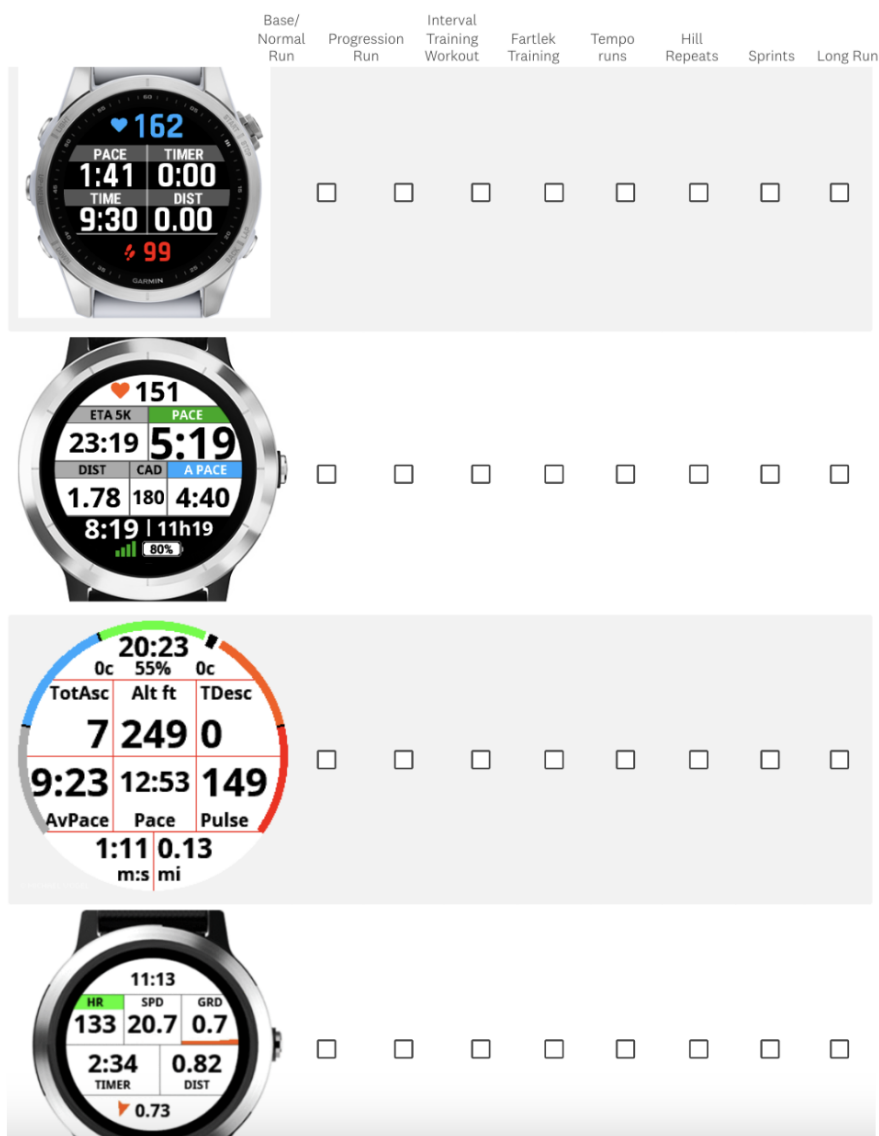 Base/
Normal
Run
Progression
Run
Interval
Training
Workout
Fartlek
Training
Tempo
runs
Hill
Repeats
Sprints
Long Run
60
162
PACE TIMER
1:41 0:00
TIME DIST
9:30 0.00
99
GARMIN
151
ETA 5K PACE
23:19 5:19
DIST CAD A PACE
1.78 180 4:40
8:19 | 11h19
80%
20:23
0c 55% 0c
TotAsc Alt ft TDesc
7 249 0
9:23 12:53 149
AvPace Pace Pulse
1:11 0.13
m:s mi
11:13
HR SPD GRD
133 20.7 0.7
2:34 0.82
TIMER DIST
0.73